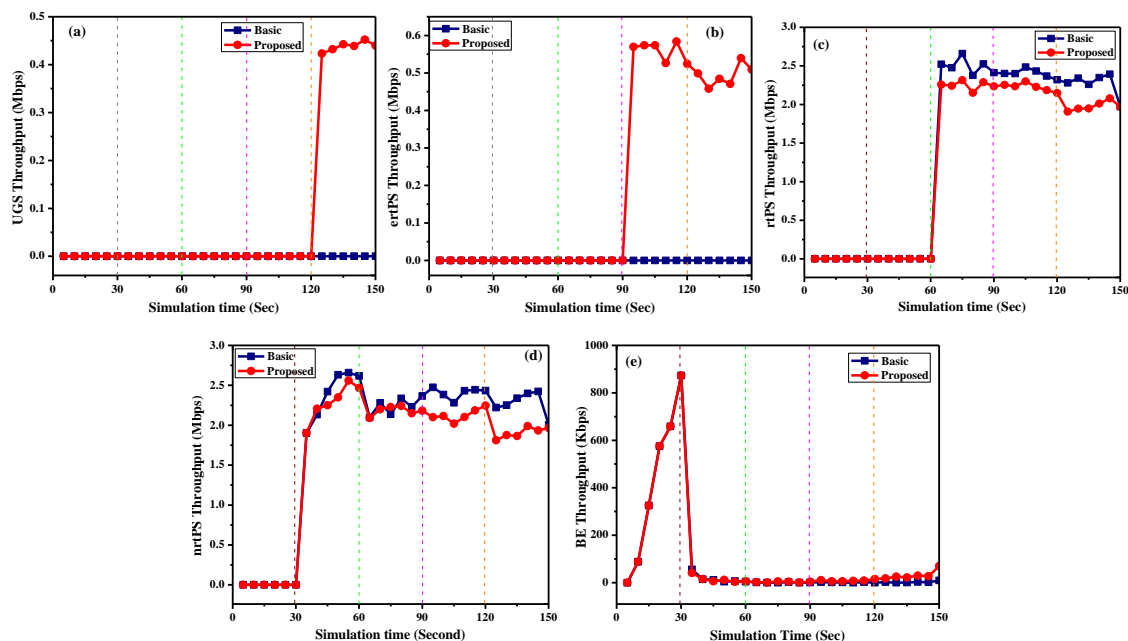 (a)
Basic
Proposed
UGS Throughput (Mbps)
0.5
0.4
0.3
0.2
0.1
0.0
0 30 60 90 120 150
Simulation time (Sec)
(b)
Basic
Proposed
ertPS Throughput (Mbps)
0.6
0.5
0.4
0.3
0.2
0.1
0.0
0 30 60 90 120 150
Simulation time (Sec)
(c)
Basic
Proposed
rtPS Throughput (Mbps)
3.0
2.5
2.0
1.5
1.0
0.5
0.0
0 30 60 90 120 150
Simulation time (Sec)
(d)
Basic
Proposed
nrtPS Throughput (Mbps)
3.0
2.5
2.0
1.5
1.0
0.5
0.0
0 30 60 90 120 150
Simulation time (Second)
(e)
Basic
Proposed
BE Throughput (Kbps)
1000
800
600
400
200
0
0 30 60 90 120 150
Simulation Time (Sec)